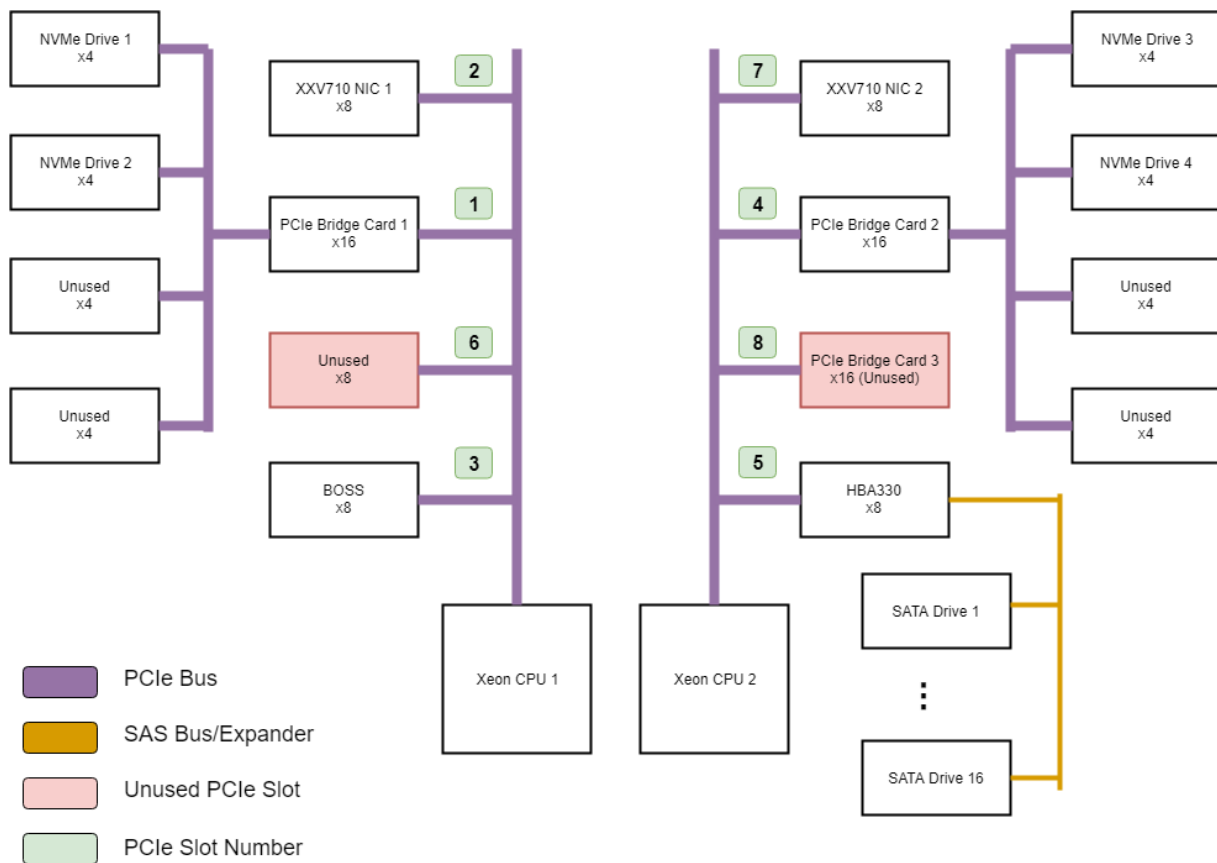 NVMe Drive 1
x4
NVMe Drive 2
x4
Unused
x4
Unused
x4
XXV710 NIC 1
x8
2
PCIe Bridge Card 1
x16
1
Unused
x8
6
BOSS
x8
3
Xeon CPU 1
7
XXV710 NIC 2
x8
4
PCIe Bridge Card 2
x16
8
PCIe Bridge Card 3
x16 (Unused)
5
HBA330
x8
Xeon CPU 2
NVMe Drive 3
x4
NVMe Drive 4
x4
Unused
x4
Unused
x4
SATA Drive 1
⋮
SATA Drive 16
PCIe Bus
SAS Bus/Expander
Unused PCIe Slot
PCIe Slot Number